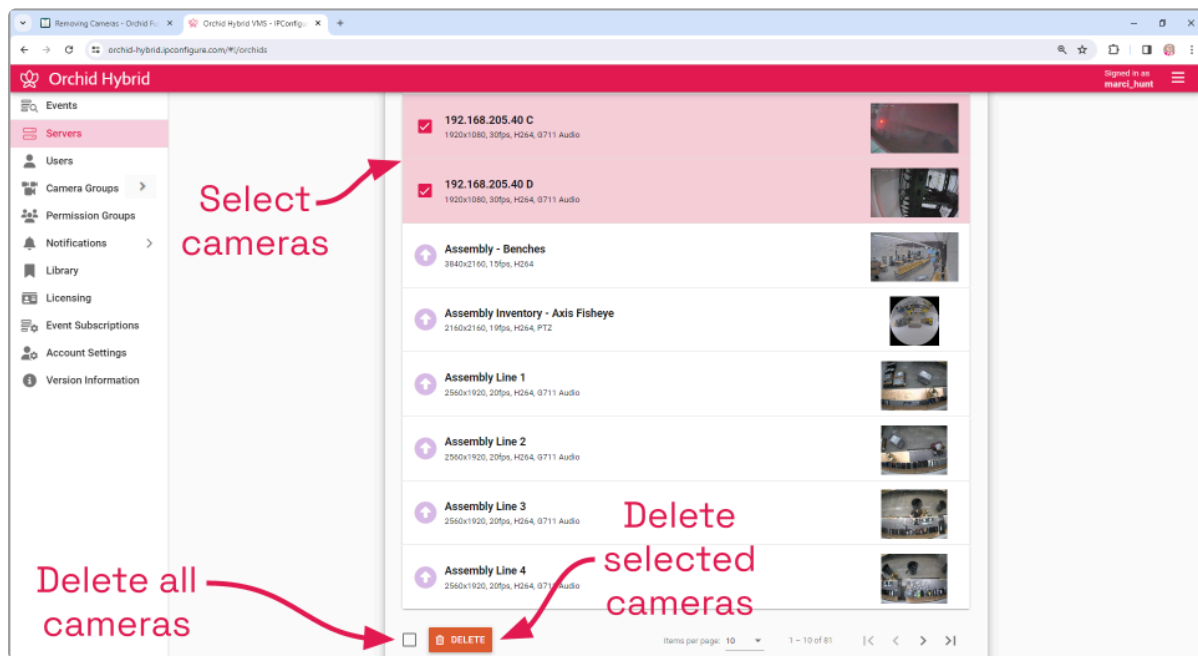 Removing Cameras - Orchid Fu
Orchid Hybrid VMS - IPConfigu
orchid-hybrid.ipconfigure.com/#!/orchids
Orchid Hybrid
Signed in as
marci_hunt
Events
Servers
Users
Camera Groups
Permission Groups
Notifications
Library
Licensing
Event Subscriptions
Account Settings
Version Information
Select
cameras
192.168.205.40 C
1920x1080, 30fps, H264, G711 Audio
192.168.205.40 D
1920x1080, 30fps, H264, G711 Audio
Assembly - Benches
3840x2160, 15fps, H264
Assembly Inventory - Axis Fisheye
2160x2160, 19fps, H264, PTZ
Assembly Line 1
2560x1920, 20fps, H264, G711 Audio
Assembly Line 2
2560x1920, 20fps, H264, G711 Audio
Assembly Line 3
2560x1920, 20fps, H264, G711 Audio
Assembly Line 4
2560x1920, 20fps, H264, G711 Audio
Delete
selected
cameras
Delete all
cameras
DELETE
Items per page: 10
1 – 10 of 81